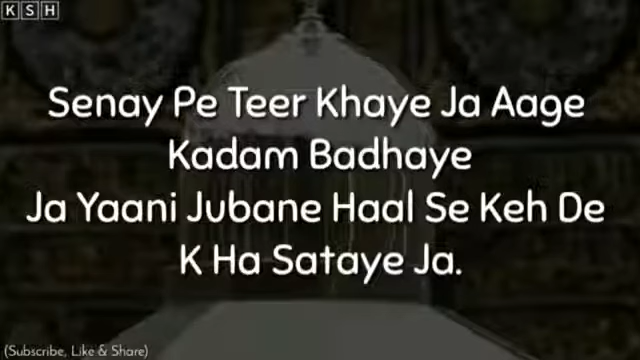 KSH
Senay Pe Teer Khaye Ja Aage
Kadam Badhaye
Ja Yaani Jubane Haal Se Keh De
K Ha Sataye Ja.
(Subscribe, Like & Share)